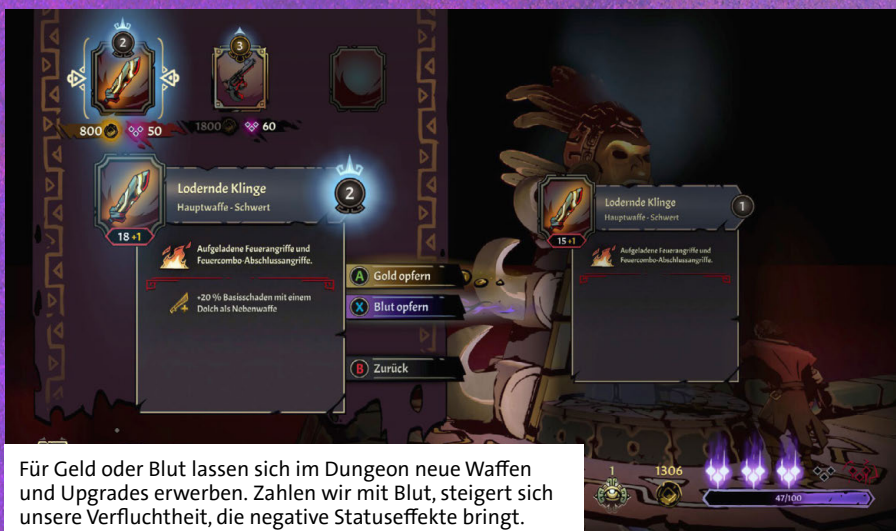 2
3
800 50
1800 60
Lodernde Klinge
Hauptwaffe - Schwert
2
18 +1
Aufgeladene Feuerangriffe und
Feuercombo-Abschlussangriffe.
+20 % Basisschaden mit einem
Dolch als Nebenwaffe
A Gold opfern
X Blut opfern
B Zurück
Lodernde Klinge
Hauptwaffe - Schwert
1
15 +1
Aufgeladene Feuerangriffe und
Feuercombo-Abschlussangriffe.
1 1306
47/100
Für Geld oder Blut lassen sich im Dungeon neue Waffen
und Upgrades erwerben. Zahlen wir mit Blut, steigert sich
unsere Verfluchtheit, die negative Statuseffekte bringt.